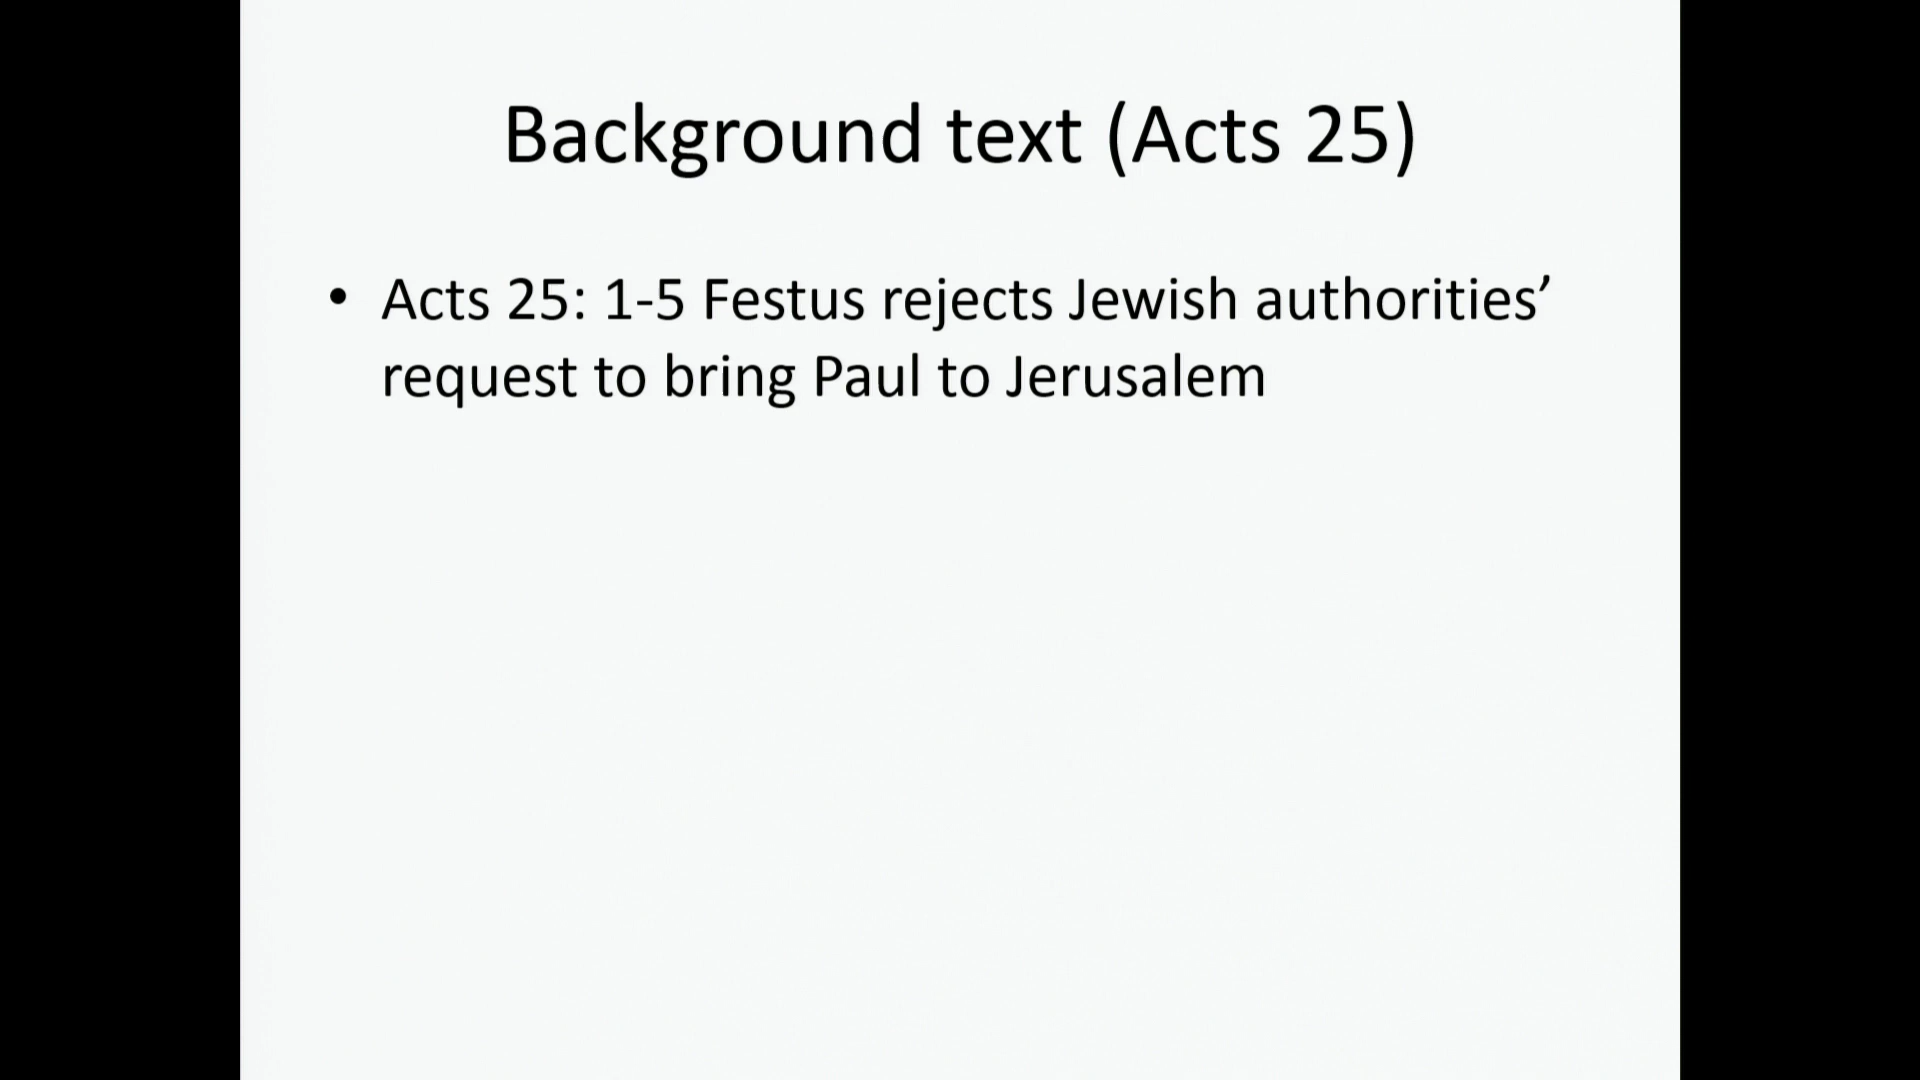 Background text (Acts 25)
• Acts 25: 1-5 Festus rejects Jewish authorities’
request to bring Paul to Jerusalem